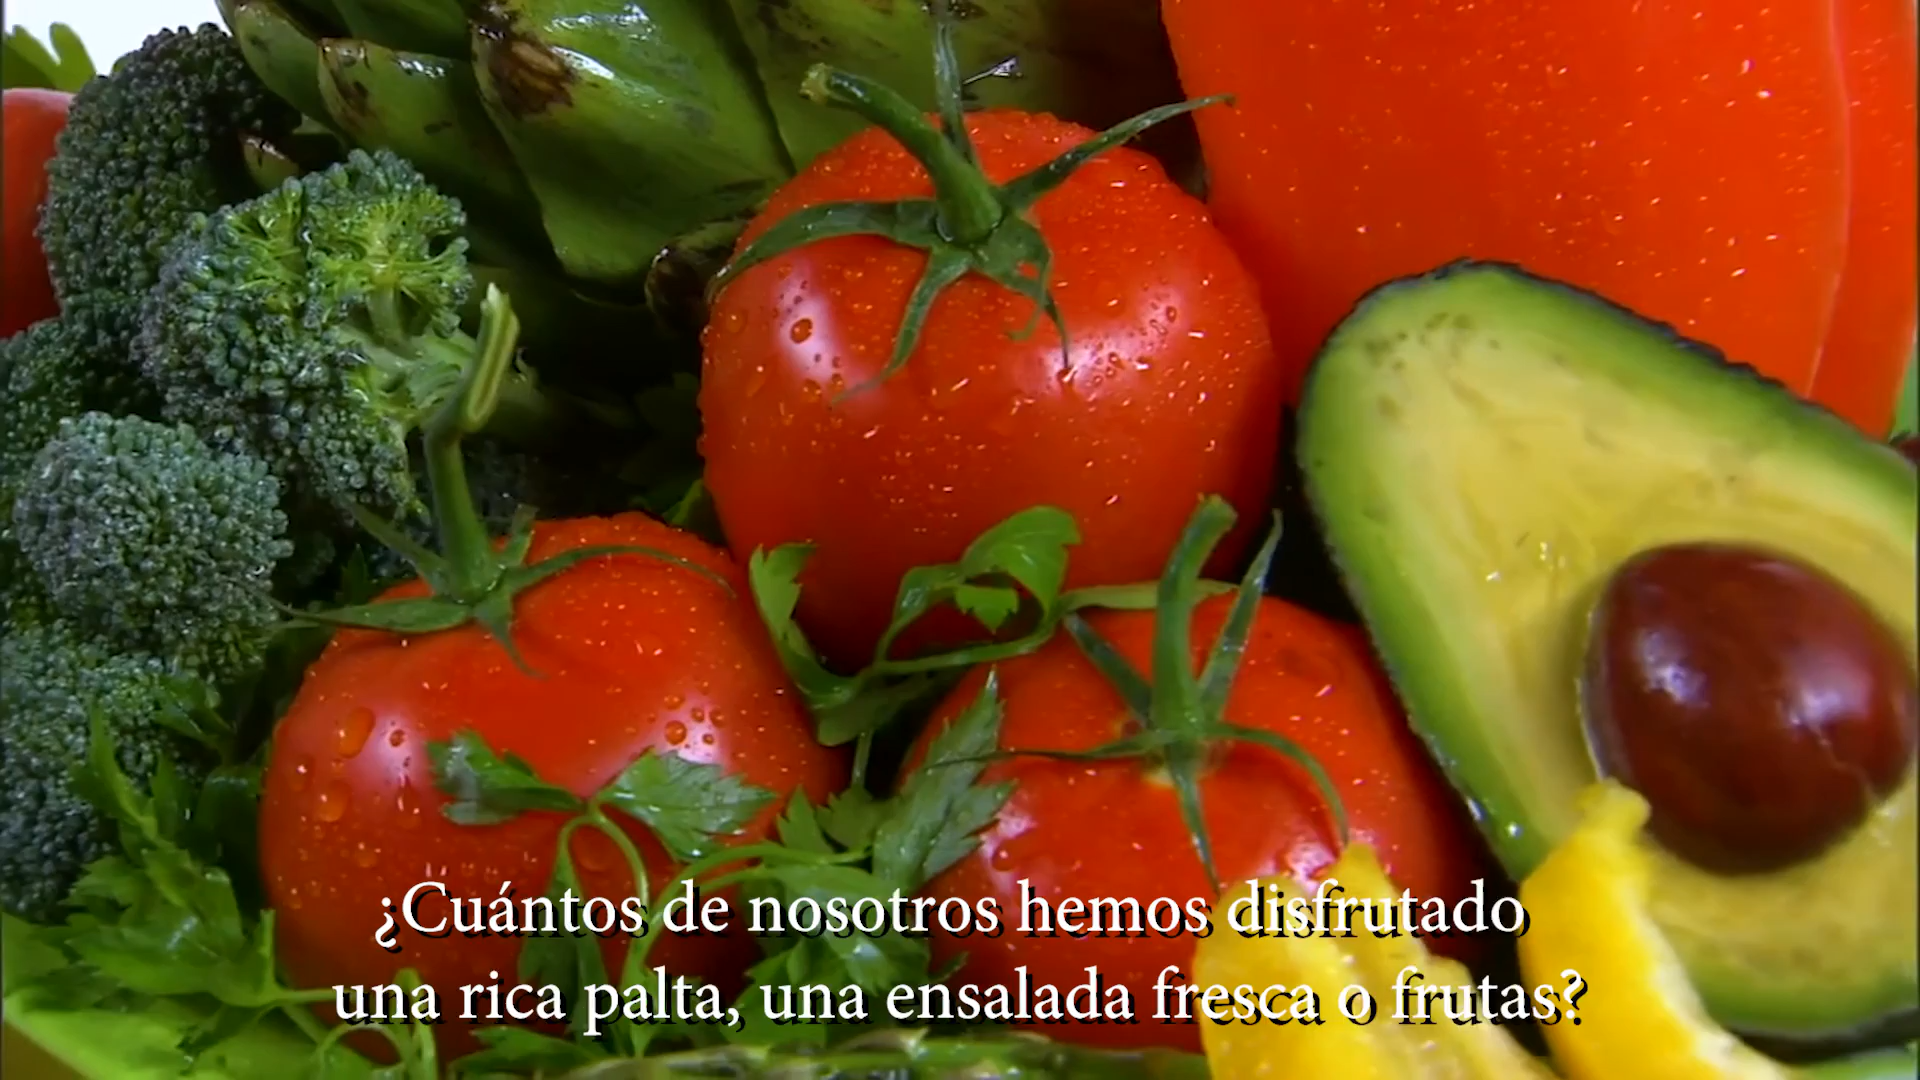 ¿Cuántos de nosotros hemos disfrutado
una rica palta, una ensalada fresca o frutas?